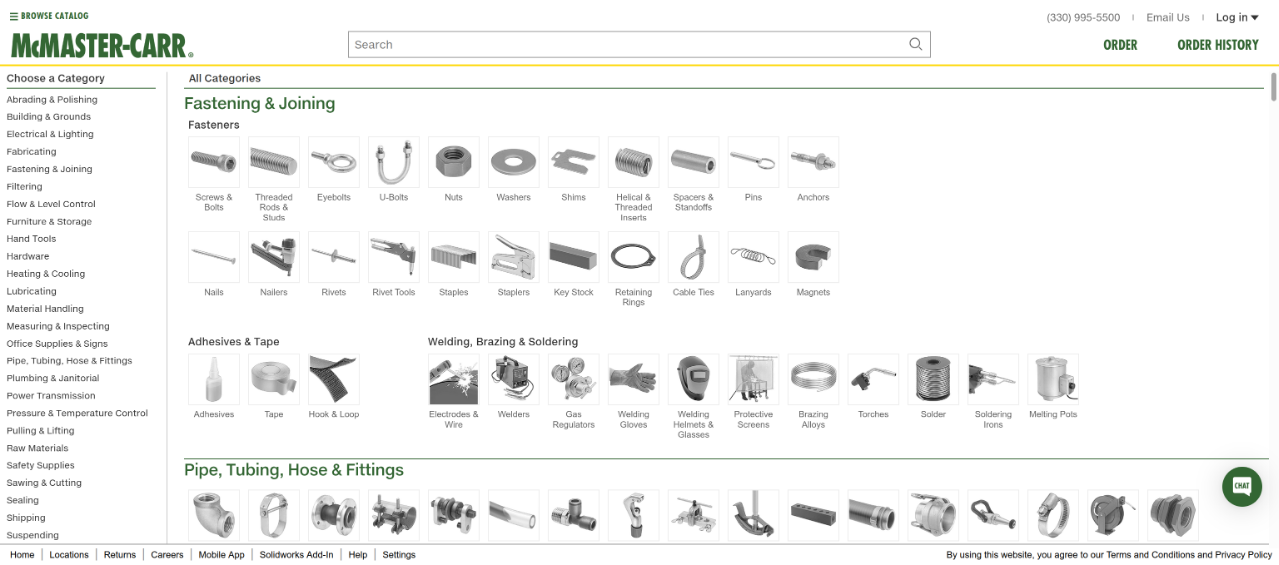 BROWSE CATALOG
(330) 995-5500
Email Us
Log in
McMASTER-CARR®
Search
ORDER
ORDER HISTORY
Choose a Category
Abrading & Polishing
Building & Grounds
Electrical & Lighting
Fabricating
Fastening & Joining
Filtering
Flow & Level Control
Furniture & Storage
Hand Tools
Hardware
Heating & Cooling
Lubricating
Material Handling
Measuring & Inspecting
Office Supplies & Signs
Pipe, Tubing, Hose & Fittings
Plumbing & Janitorial
Power Transmission
Pressure & Temperature Control
Pulling & Lifting
Raw Materials
Safety Supplies
Sawing & Cutting
Sealing
Shipping
Suspending
All Categories
Fastening & Joining
Fasteners
Screws &
Bolts
Threaded
Rods &
Studs
Eyebolts
U-Bolts
Nuts
Washers
Shims
Helical &
Threaded
Inserts
Spacers &
Standoffs
Pins
Anchors
Nails
Nailers
Rivets
Rivet Tools
Staples
Staplers
Key Stock
Retaining
Rings
Cable Ties
Lanyards
Magnets
Adhesives & Tape
Adhesives
Tape
Hook & Loop
Welding, Brazing & Soldering
Electrodes &
Wire
Welders
Gas
Regulators
Welding
Gloves
Welding
Helmets &
Glasses
Protective
Screens
Brazing
Alloys
Torches
Solder
Soldering
Irons
Melting Pots
Pipe, Tubing, Hose & Fittings
CHAT
Home
Locations
Returns
Careers
Mobile App
Solidworks Add-In
Help
Settings
By using this website, you agree to our Terms and Conditions and Privacy Policy